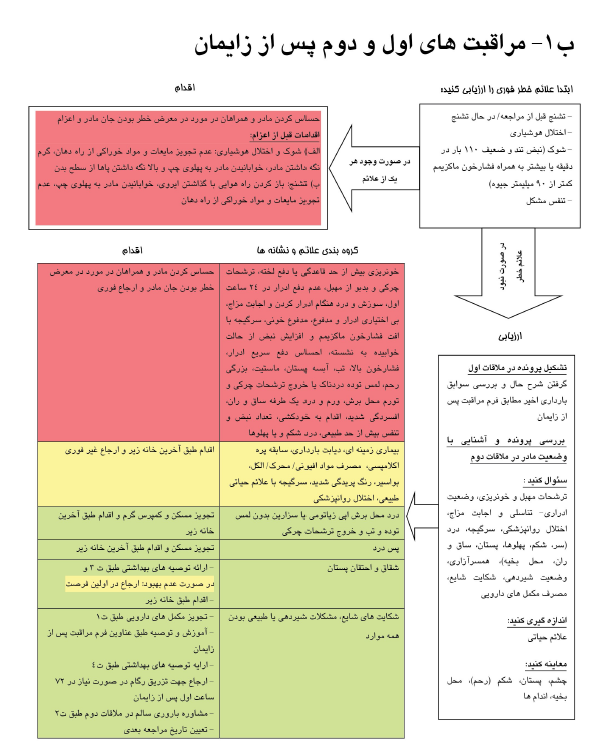 ب۱- مراقبت های اول و دوم پس از زایمان
ابتدا علائم خطر فوری را ارزیابی کنید:
- تشنج قبل از مراجعه/ در حال تشنج
- اختلال هوشیاری
- شوک (نبض تند و ضعیف ۱۱۰ بار در
دقیقه یا بیشتر به همراه فشارخون ماکزیمم
کمتر از ۹۰ میلیمتر جیوه)
- تنفس مشکل
در صورت وجود هر
یک از علائم
اقدام
حساس کردن مادر و همراهان در مورد در معرض خطر بودن جان مادر و اعزام
اقدامات قبل از اعزام:
الف) شوک و اختلال هوشیاری: عدم تجویز مایعات و مواد خوراکی از راه دهان، گرم
نگه داشتن مادر، خوابانیدن مادر به پهلوی چپ و بالا نگه داشتن پاها از سطح بدن
ب) تشنج: باز کردن راه هوایی با گذاشتن ایروی، خوابانیدن مادر به پهلوی چپ، عدم
تجویز مایعات و مواد خوراکی از راه دهان
در صورت نبود
علائم خطر
ارزیابی
تشکیل پرونده در ملاقات اول
گرفتن شرح حال و بررسی سوابق
بارداری اخیر مطابق فرم مراقبت پس
از زایمان
بررسی پرونده و آشنایی با
وضعیت مادر در ملاقات دوم
سئوال کنید :
ترشحات مهبل و خونریزی، وضعیت
ادراری- تناسلی و اجابت مزاج،
اختلال روانپزشکی، سرگیجه، درد
(سر، شکم، پهلوها، پستان، ساق و
ران، محل بخیه)، همسرآزاری،
وضعیت شیردهی، شکایت شایع،
مصرف مکمل های دارویی
اندازه گیری کنید:
علائم حیاتی
معاینه کنید:
چشم، پستان، شکم (رحم)، محل
بخیه، اندام ها
گروه بندی علائم و نشانه ها
اقدام
خونریزی بیش از حد قاعدگی یا دفع لخته، ترشحات
چرکی و بدبو از مهبل، عدم دفع ادرار در ۲۴ ساعت
اول، سوزش و درد هنگام ادرار کردن و اجابت مزاج،
بی اختیاری ادرار و مدفوع، مدفوع خونی، سرگیجه با
افت فشارخون ماکزیمم و افزایش نبض از حالت
خوابیده به نشسته، احساس دفع سریع ادرار،
فشارخون بالا، تب، آبسه پستان، ماستیت، بزرگی
رحم، لمس توده دردناک یا خروج ترشحات چرکی و
تورم محل برش، ورم و درد یک طرفه ساق و ران،
افسردگی شدید، اقدام به خودکشی، تعداد نبض و
تنفس بیش از حد طبیعی، درد شکم و یا پهلوها
حساس کردن مادر و همراهان در مورد در معرض
خطر بودن جان مادر و ارجاع فوری
بیماری زمینه ای، دیابت بارداری، سابقه پره
اکلامپسی، مصرف مواد افیونی/ محرک/ الکل،
بواسیر، رنگ پریدگی شدید، سرگیجه با علائم حیاتی
طبیعی، اختلال روانپزشکی
اقدام طبق آخرین خانه زیر و ارجاع غیر فوری
درد محل برش اپی زیاتومی یا سزارین بدون لمس
توده و تب و خروج ترشحات چرکی
تجویز مسکن و کمپرس گرم و اقدام طبق آخرین
خانه زیر
پس درد
تجویز مسکن و اقدام طبق آخرین خانه زیر
شقاق و احتقان پستان
- ارائه توصیه های بهداشتی طبق ت ۳ و
در صورت عدم بهبود: ارجاع در اولین فرصت
- اقدام طبق خانه زیر
شکایت های شایع، مشکلات شیردهی یا طبیعی بودن
همه موارد
- تجویز مکمل های دارویی طبق ت۱
- آموزش و توصیه طبق عناوین فرم مراقبت پس از
زایمان
- ارایه توصیه های بهداشتی طبق ت۴
- ارجاع جهت تزریق رگام در صورت نیاز در ۷۲
ساعت اول پس از زایمان
- مشاوره باروری سالم در ملاقات دوم طبق ت۲
- تعیین تاریخ مراجعه بعدی